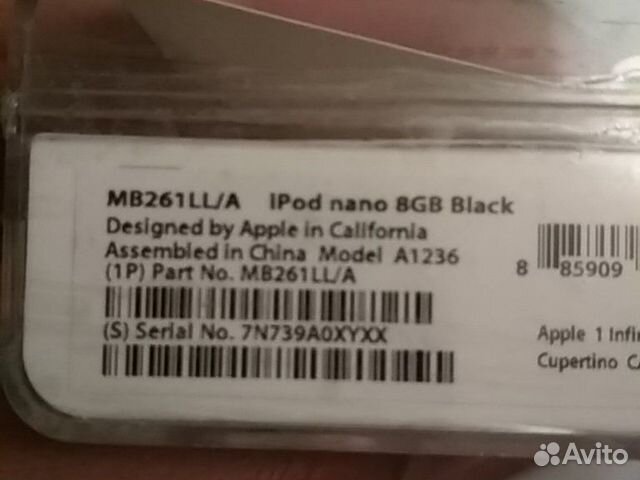 MB261LL/A IPod nano 8GB Black
Designed by Apple in California
Assembled in China Model A1236
(1P) Part No. MB261LL/A
(S) Serial No. 7N739A0XYXX
8 85909
Apple 1 Infi
Cupertino CA
Avito